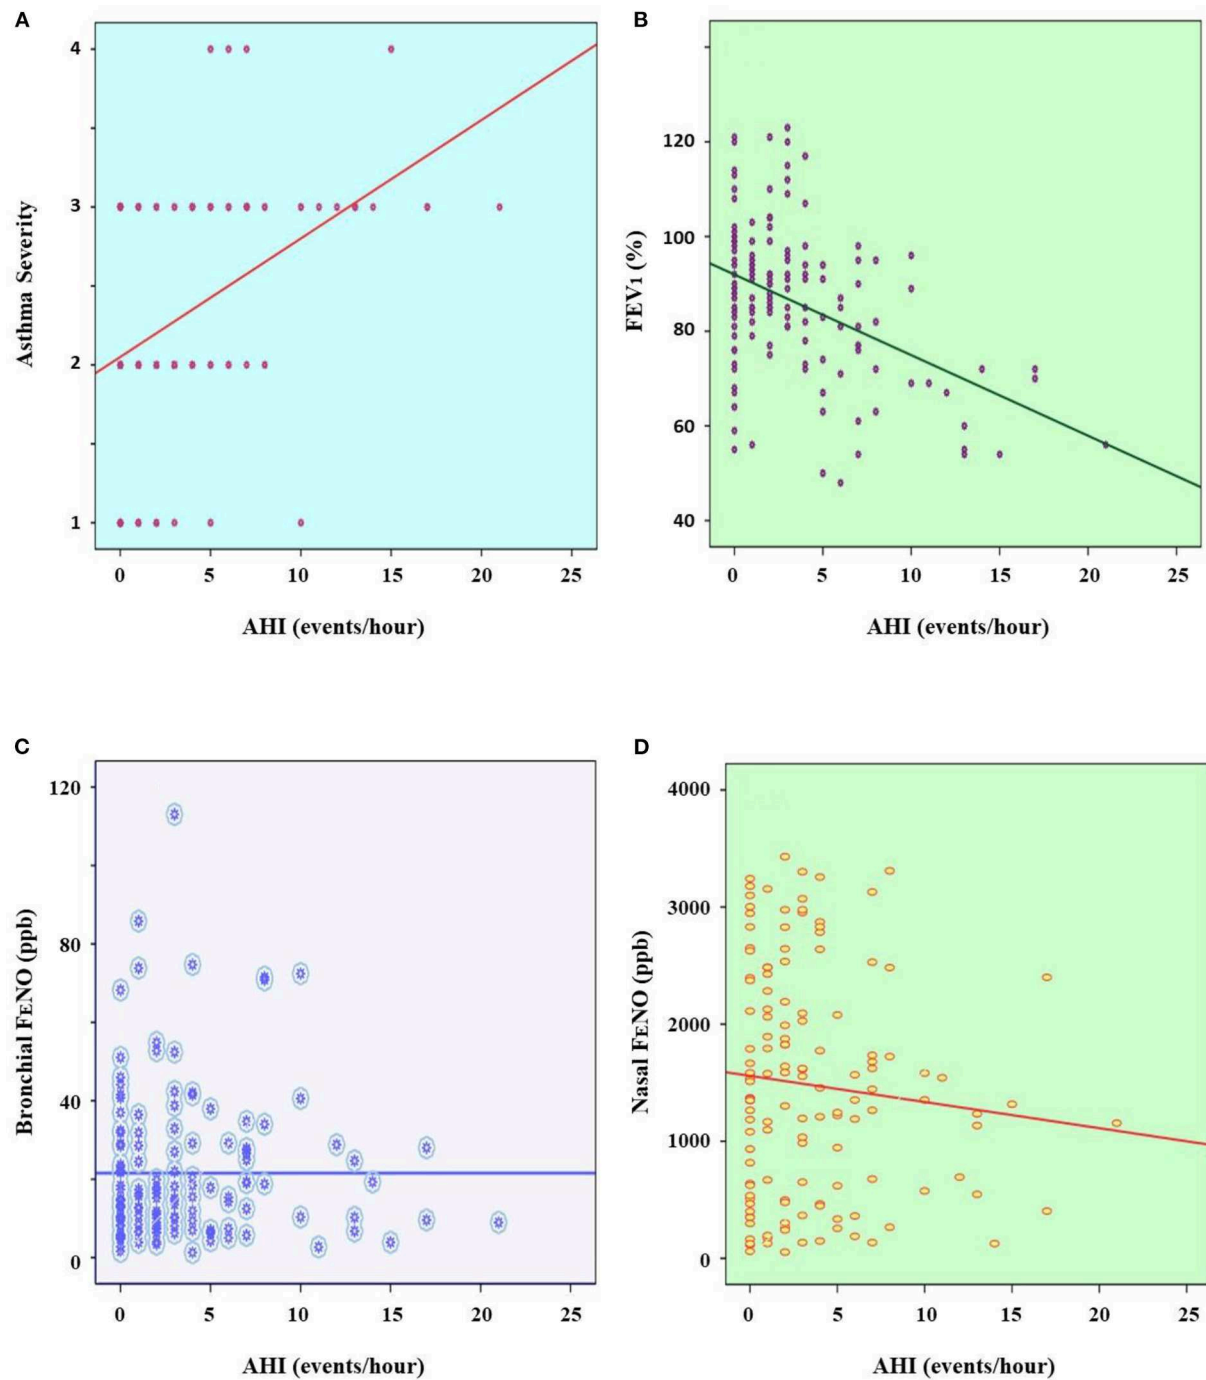 A
4
3
2
1
Asthma Severity
0 5 10 15 20 25
AHI (events/hour)
B
120
100
80
60
40
FEV1 (%)
0 5 10 15 20 25
AHI (events/hour)
C
120
80
40
0
Bronchial FENO (ppb)
0 5 10 15 20 25
AHI (events/hour)
D
4000
3000
2000
1000
0
Nasal FENO (ppb)
0 5 10 15 20 25
AHI (events/hour)